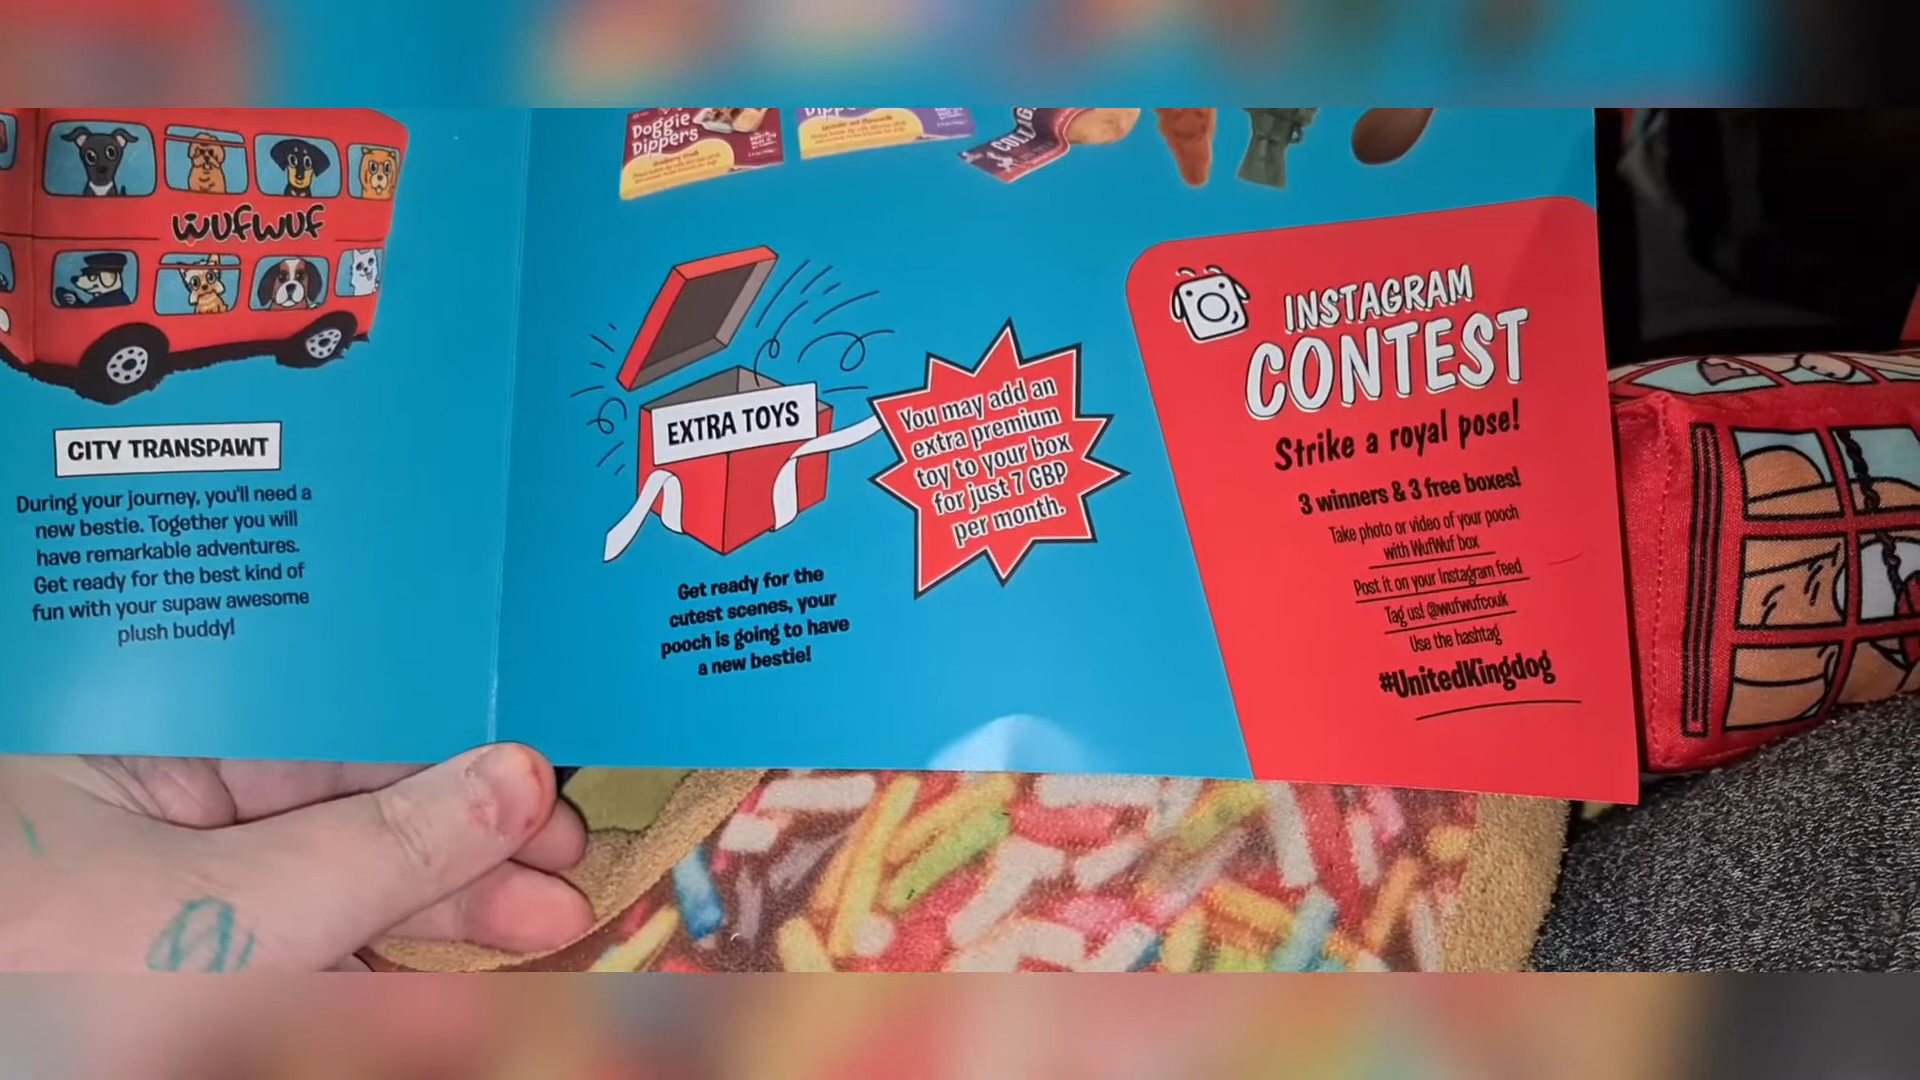 Doggie
Dippers
WUFWUF
CITY TRANSPAWT
During your journey, you'll need a
new bestie. Together you will
have remarkable adventures.
Get ready for the best kind of
fun with your supaw awesome
plush buddy!
EXTRA TOYS
Get ready for the
cutest scenes, your
pooch is going to have
a new bestie!
You may add an
extra premium
toy to your box
for just 7 GBP
per month.
INSTAGRAM
CONTEST
Strike a royal pose!
3 winners & 3 free boxes!
Take photo or video of your pooch
with WufWuf box
Post it on your Instagram feed
Tag us! @wufwufcouk
Use the hashtag
#UnitedKingdog